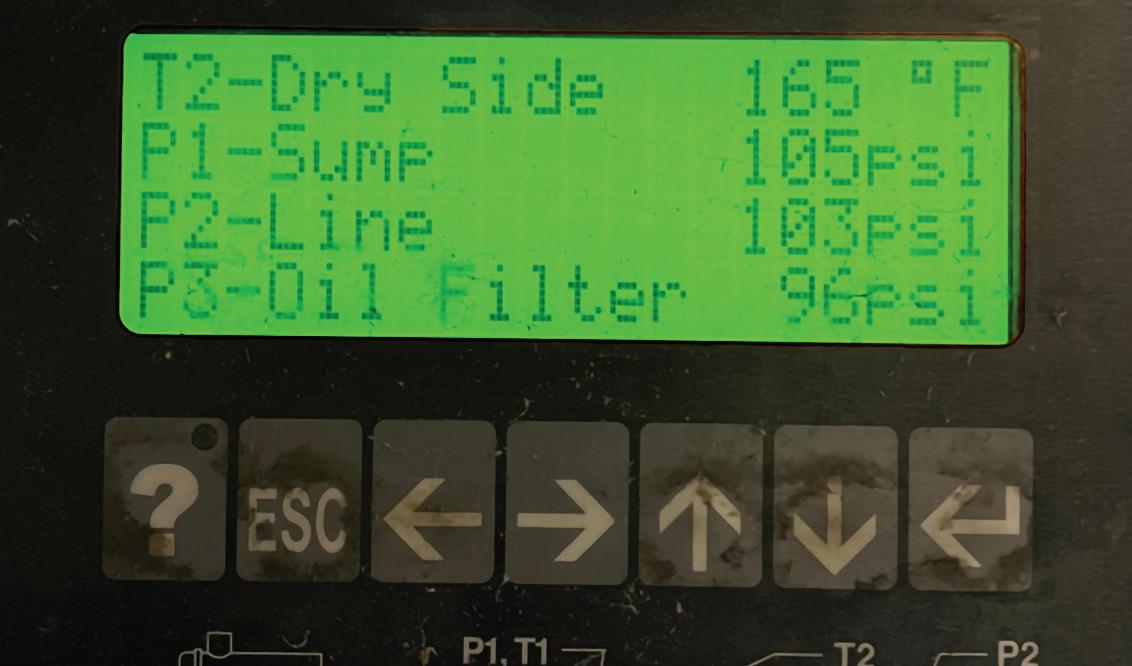 T2-Dry Side 165 °F
P1-Sump 105psi
P2-Line 103psi
P3-Oil Filter 96psi
? ESC ← → ↑ ↓ ↵
P1, T1 T2 P2